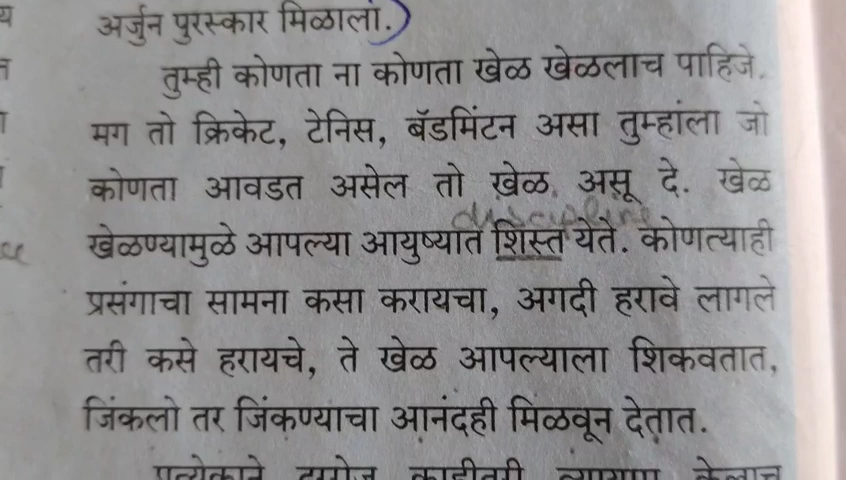 अर्जुन पुरस्कार मिळाला.)
तुम्ही कोणता ना कोणता खेळ खेळलाच पाहिजे.
मग तो क्रिकेट, टेनिस, बॅडमिंटन असा तुम्हांला जो
कोणता आवडत असेल तो खेळ असू दे. खेळ
discipline
खेळण्यामुळे आपल्या आयुष्यात शिस्त येते. कोणत्याही
प्रसंगाचा सामना कसा करायचा, अगदी हरावे लागले
तरी कसे हरायचे, ते खेळ आपल्याला शिकवतात,
जिंकलो तर जिंकण्याचा आनंदही मिळवून देतात.